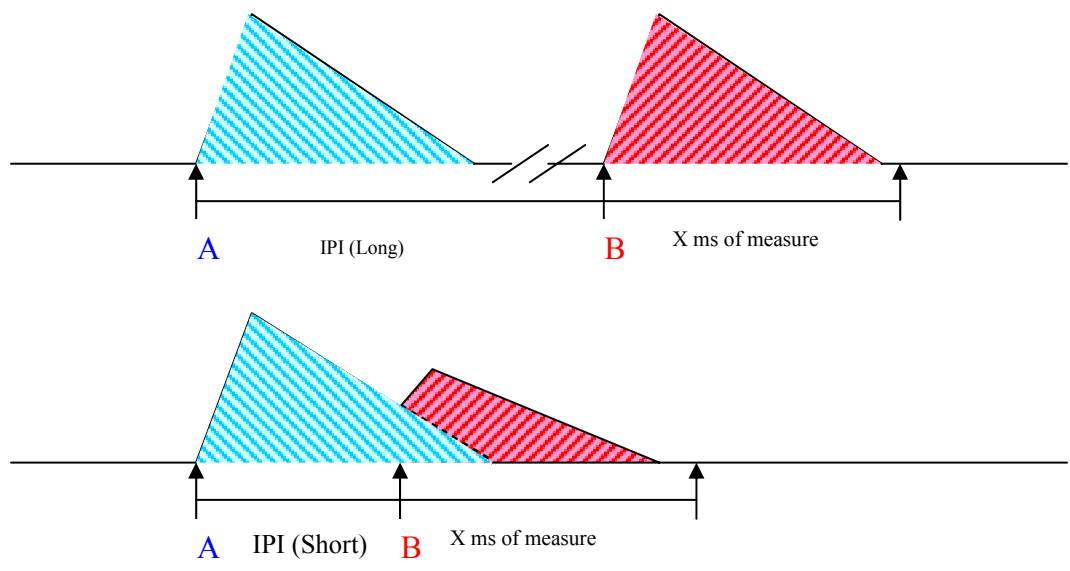 A
IPI (Long)
B
X ms of measure
A
IPI (Short)
B
X ms of measure